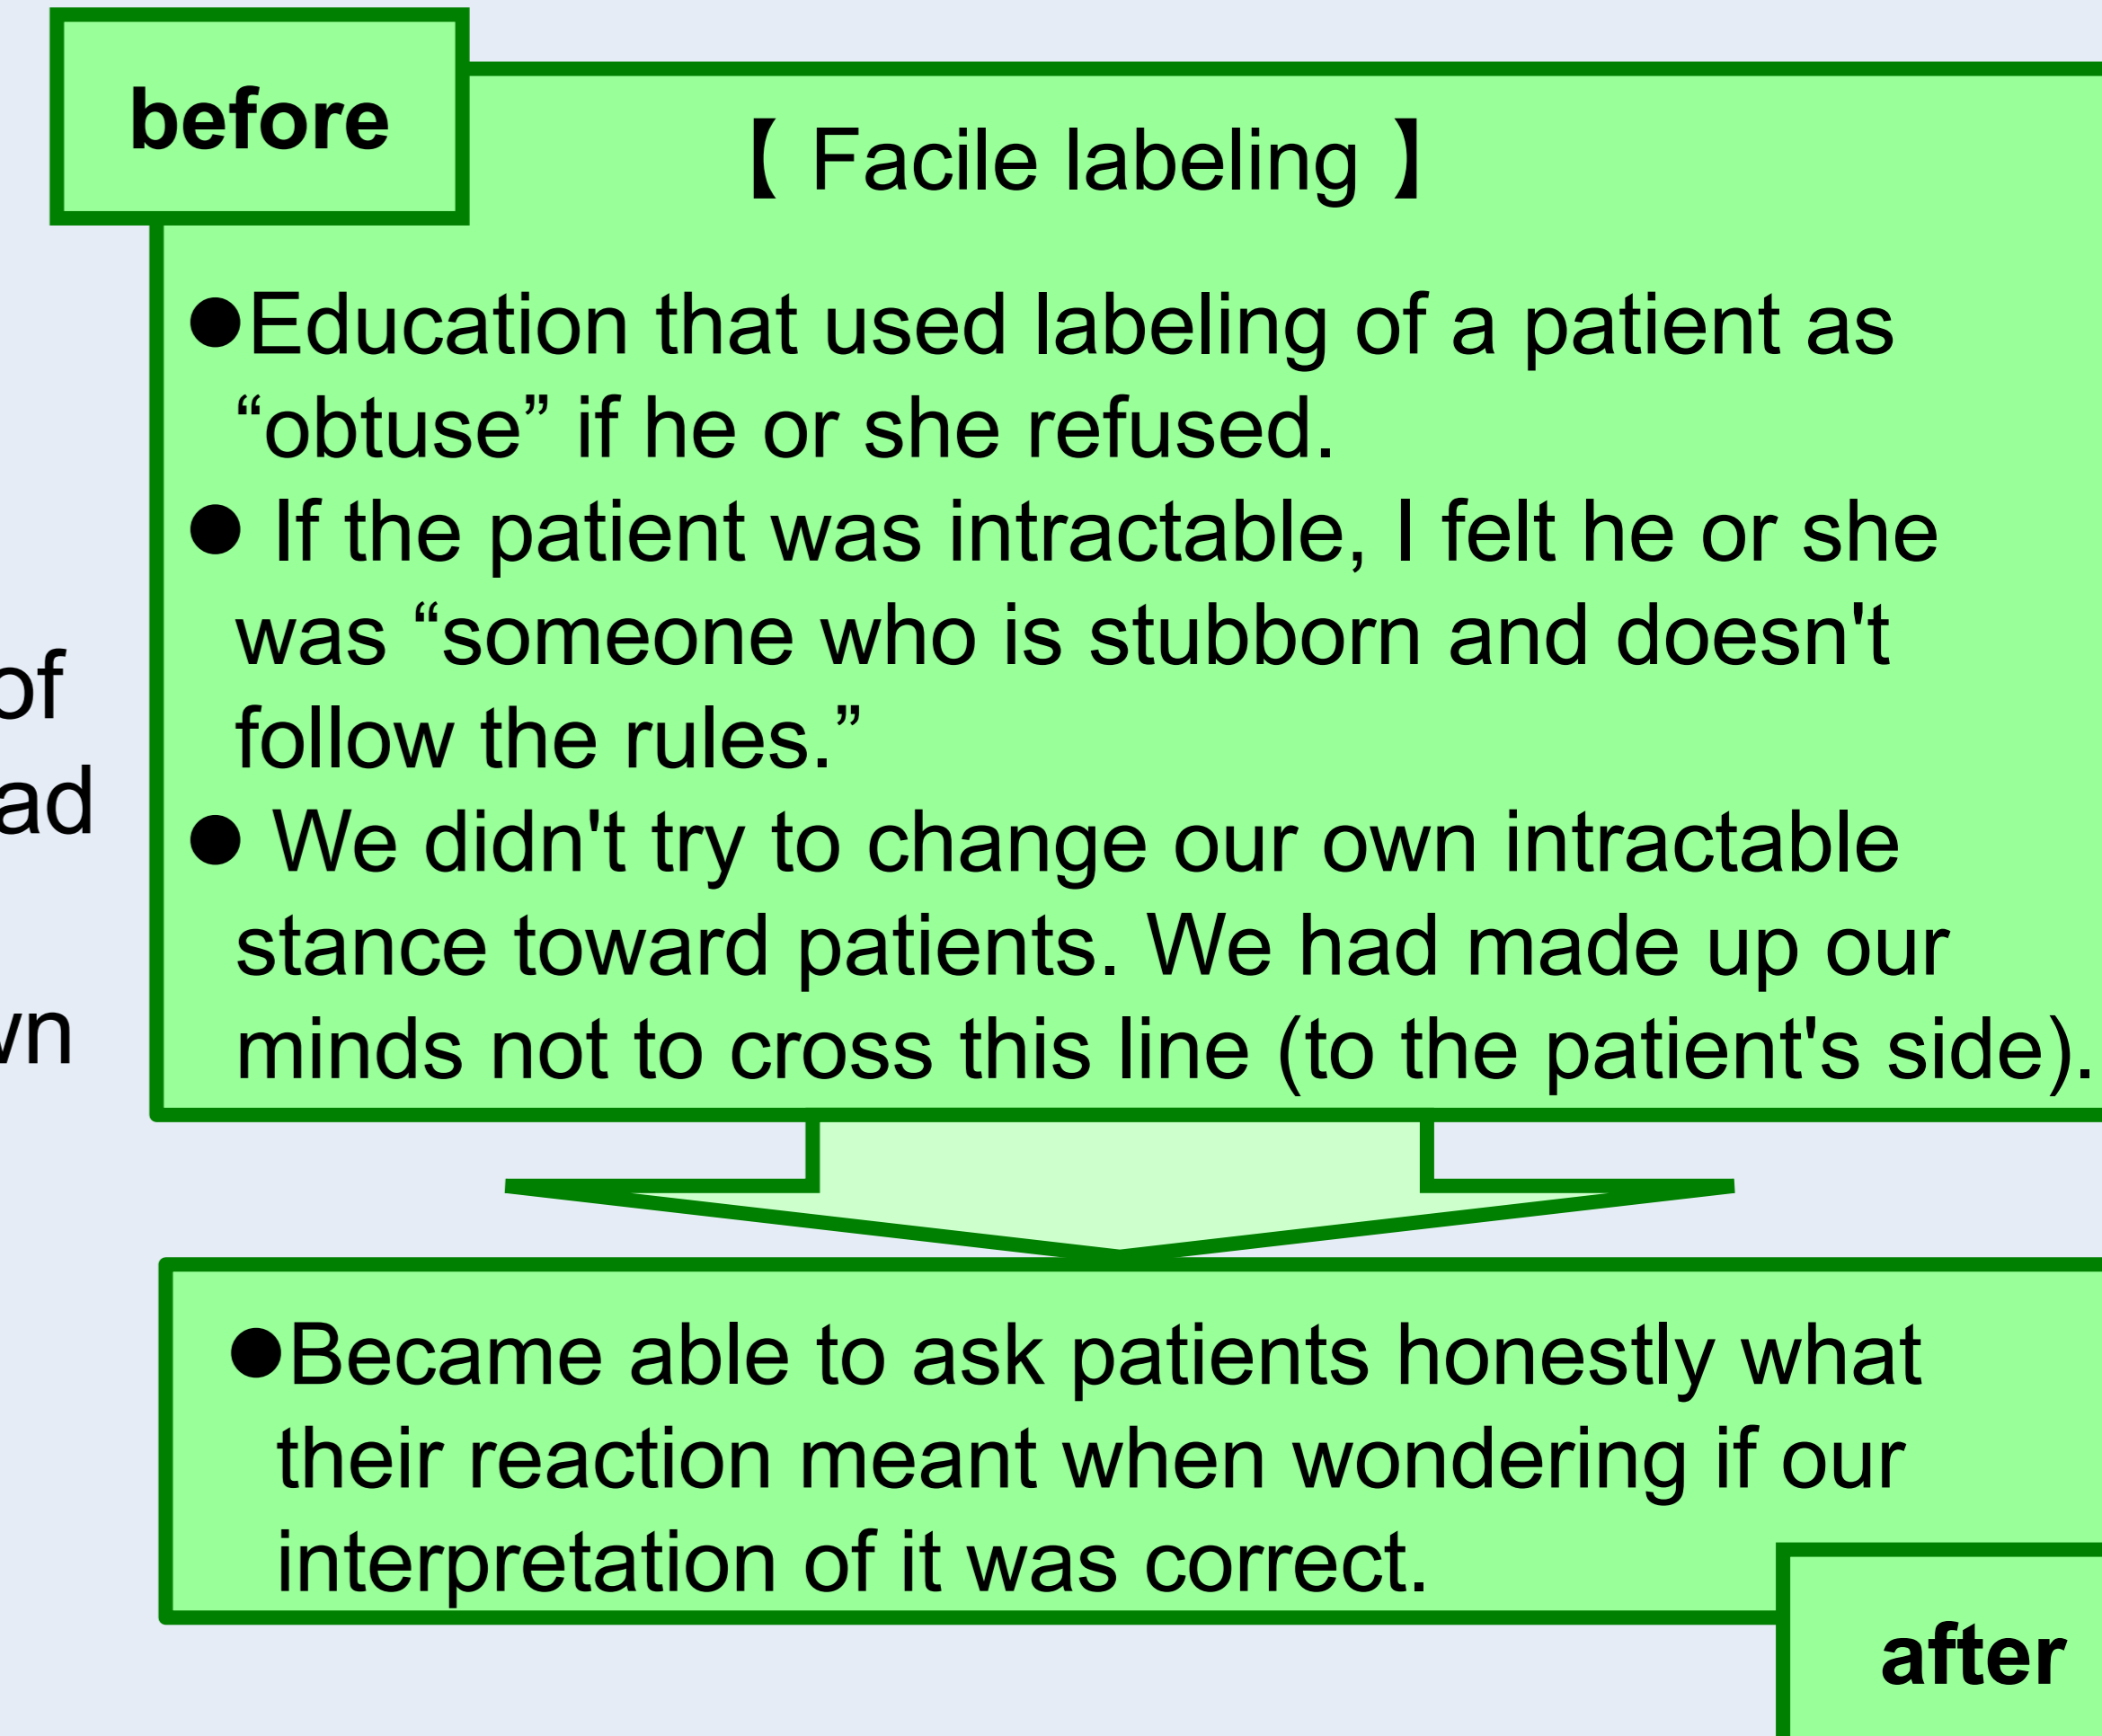 before
【 Facile labeling 】
●Education that used labeling of a patient as
“obtuse” if he or she refused.
● If the patient was intractable, I felt he or she
was “someone who is stubborn and doesn't
follow the rules.”
● We didn't try to change our own intractable
stance toward patients. We had made up our
minds not to cross this line (to the patient's side).
of
●Became able to ask patients honestly what
their reaction meant when wondering if our
interpretation of it was correct.
after